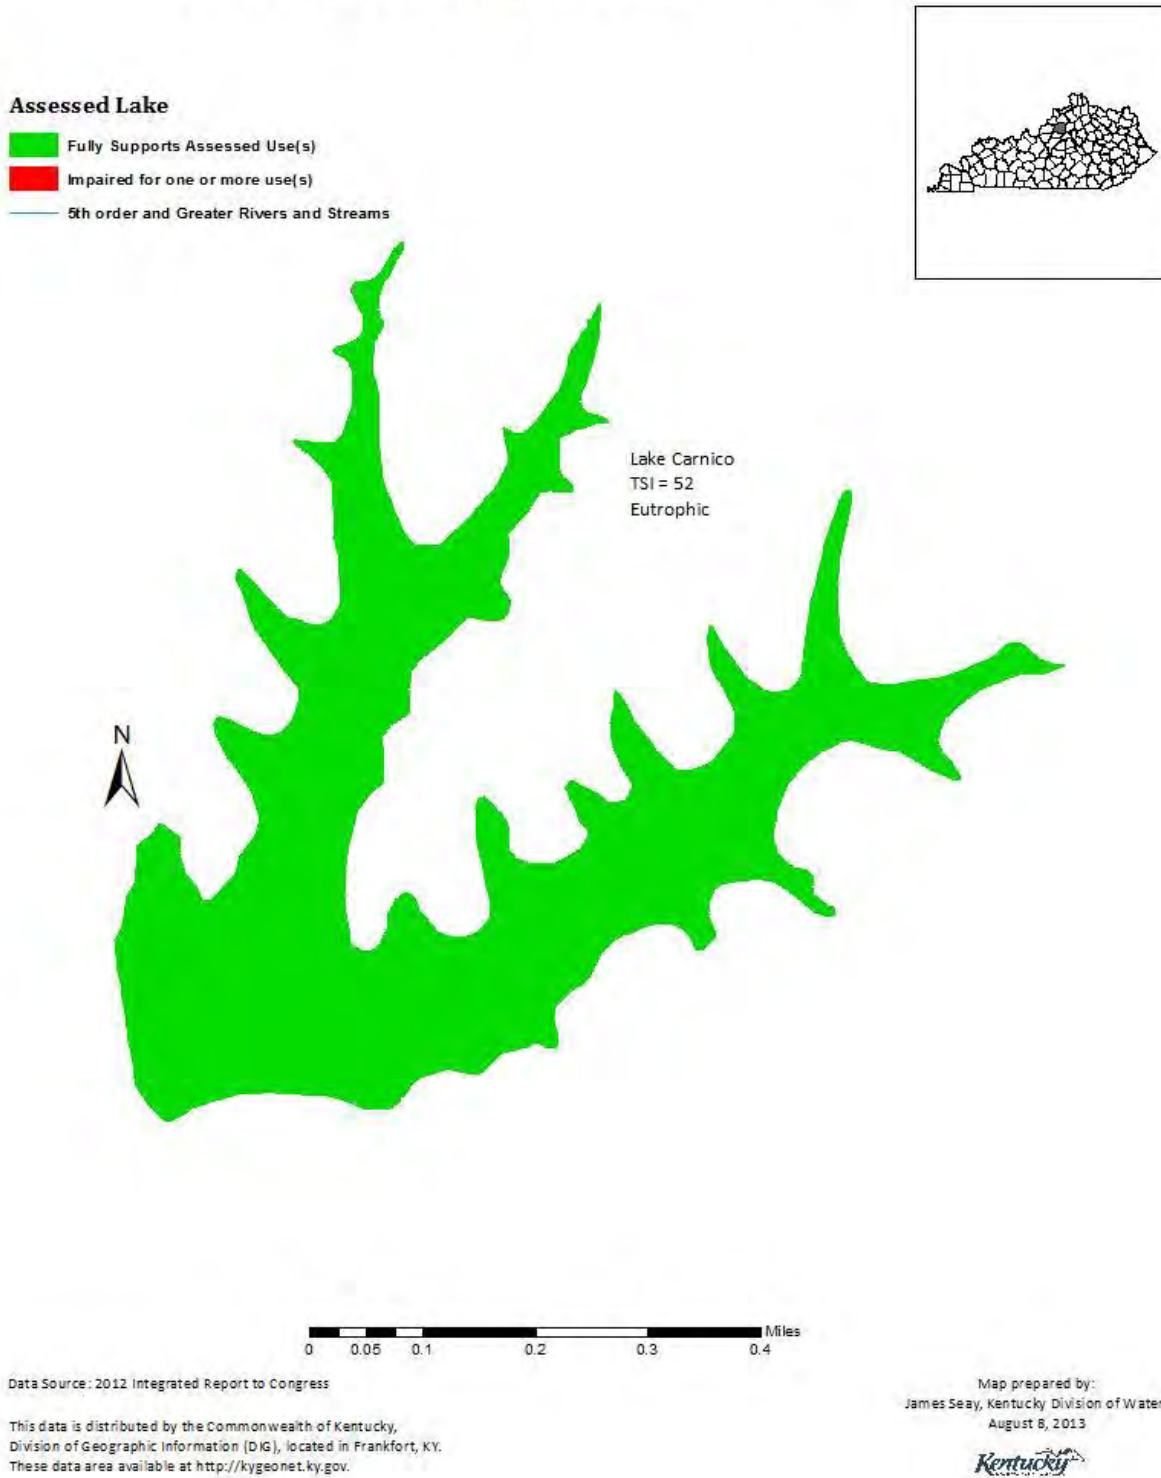 Assessed Lake
Fully Supports Assessed Use(s)
Impaired for one or more use(s)
5th order and Greater Rivers and Streams
Lake Carnico
TSI = 52
Eutrophic
N
Miles
0 0.05 0.1 0.2 0.3 0.4
Data Source: 2012 Integrated Report to Congress
Map prepared by:
James Seay, Kentucky Division of Water
August 8, 2013
This data is distributed by the Commonwealth of Kentucky,
Division of Geographic Information (DIG), located in Frankfort, KY.
These data area available at http://kygeonet.ky.gov.
Kentucky